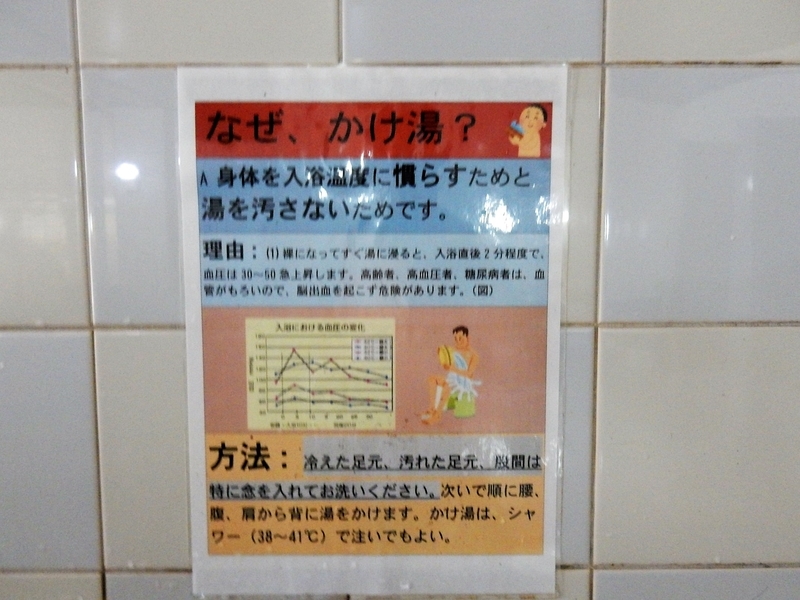 なぜ、かけ湯？
A 身体を入浴温度に慣らすためと
湯を汚さないためです。
理由： (1) 裸になってすぐ湯に浸ると、入浴直後2分程度で、
血圧は30～50急上昇します。高齢者、高血圧者、糖尿病者は、血
管がもろいので、脳出血を起こす危険があります。（図）
入浴における血圧の変化
方法： 冷えた足元、汚れた足元、股間は
特に念を入れてお洗いください。次いで順に腰、
腹、肩から背に湯をかけます。かけ湯は、シャ
ワー（38～41℃）で注いでもよい。